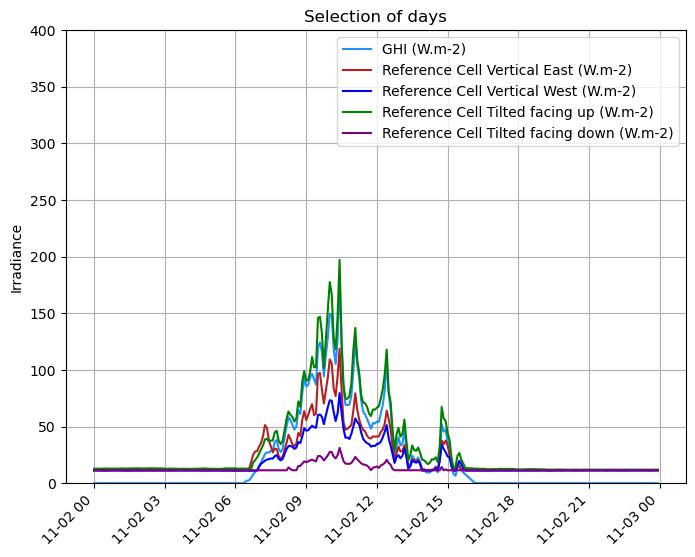 Selection of days
400
350
300
250
200
150
100
50
0
Irradiance
GHI (W.m-2)
Reference Cell Vertical East (W.m-2)
Reference Cell Vertical West (W.m-2)
Reference Cell Tilted facing up (W.m-2)
Reference Cell Tilted facing down (W.m-2)
11-02 00
11-02 03
11-02 06
11-02 09
11-02 12
11-02 15
11-02 18
11-02 21
11-03 00